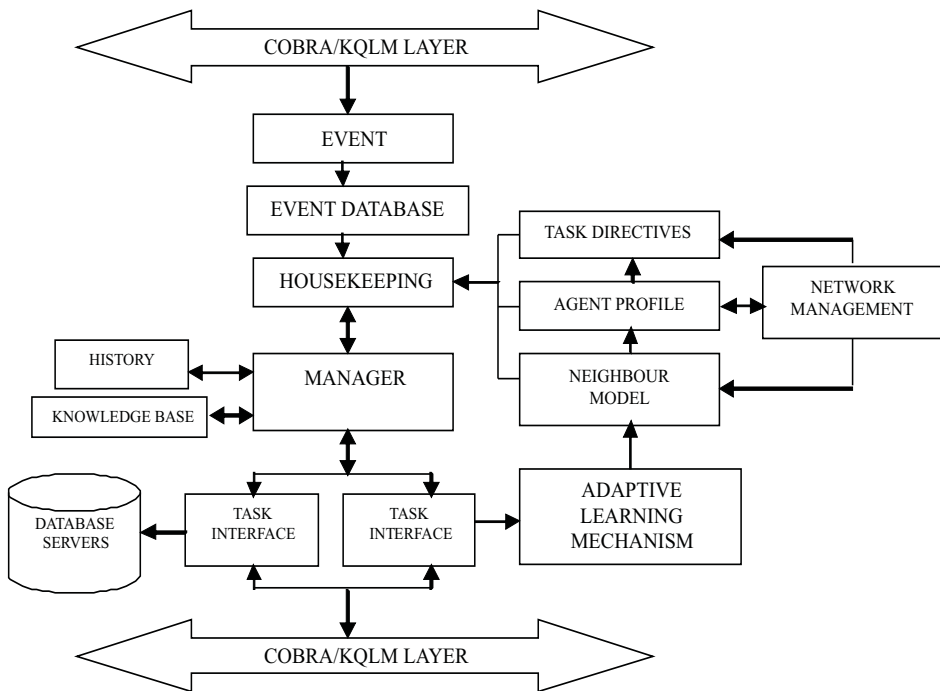 COBRA/KQLM LAYER
EVENT
EVENT DATABASE
HOUSEKEEPING
TASK DIRECTIVES
AGENT PROFILE
NETWORK
MANAGEMENT
HISTORY
MANAGER
NEIGHBOUR
MODEL
KNOWLEDGE BASE
DATABASE
SERVERS
TASK
INTERFACE
TASK
INTERFACE
ADAPTIVE
LEARNING
MECHANISM
COBRA/KQLM LAYER